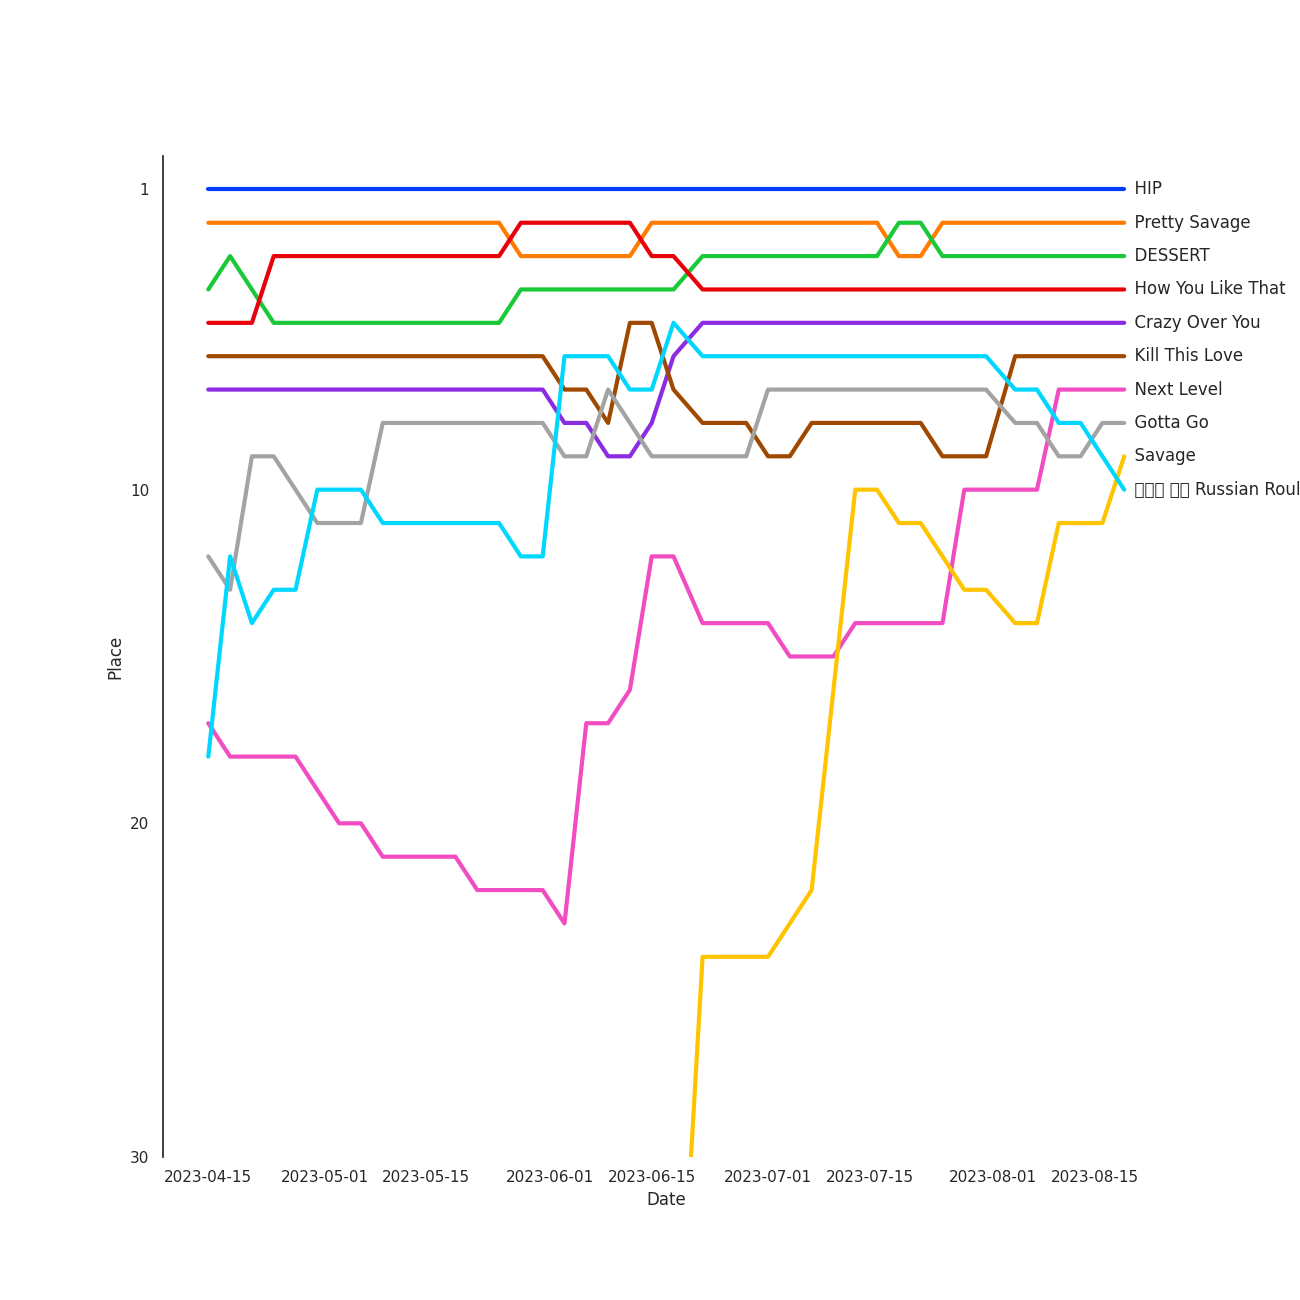 1
10
20
30
Place
HIP
Pretty Savage
DESSERT
How You Like That
Crazy Over You
Kill This Love
Next Level
Gotta Go
Savage
Russian Roul
2023-04-15 2023-05-01 2023-05-15 2023-06-01 2023-06-15 2023-07-01 2023-07-15 2023-08-01 2023-08-15
Date